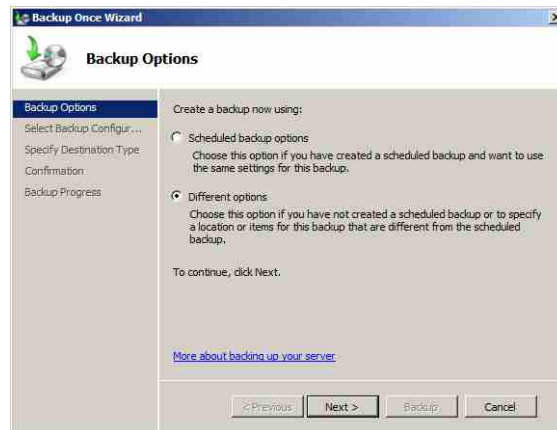 Backup Once Wizard
Backup Options
Backup Options
Select Backup Configur...
Specify Destination Type
Confirmation
Backup Progress
Create a backup now using:
Scheduled backup options
Choose this option if you have created a scheduled backup and want to use
the same settings for this backup.
Different options
Choose this option if you have not created a scheduled backup or to specify
a location or items for this backup that are different from the scheduled
backup.
To continue, click Next.
More about backing up your server
< Previous
Next >
Backup
Cancel